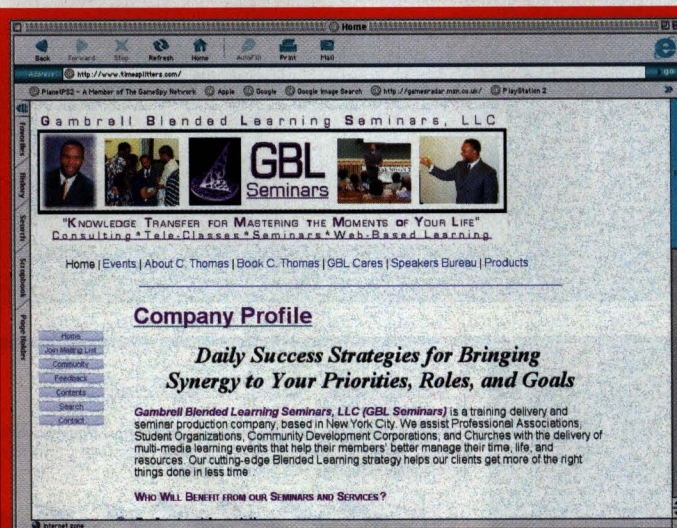 Home
Back Forward Stop Refresh Home AutoFill Print Mail
Address http://www.timesplitters.com/ go
PlanetPS2 - A Member of The GameSpy Network Apple Google Google Image Search http://gamesradar.msn.co.uk/ PlayStation 2
Favorites
History
Search
Scrapbook
Page Holder
Gambrell Blended Learning Seminars, LLC
GBL
Seminars
"KNOWLEDGE TRANSFER FOR MASTERING THE MOMENTS OF YOUR LIFE"
Consulting*Tele-Classes*Seminars*Web-Based Learning
Home | Events | About C. Thomas | Book C. Thomas | GBL Cares | Speakers Bureau | Products
Company Profile
Home
Join Mailing List
Community
Feedback
Contents
Search
Contact
Daily Success Strategies for Bringing
Synergy to Your Priorities, Roles, and Goals
Gambrell Blended Learning Seminars, LLC (GBL Seminars) is a training delivery and
seminar production company, based in New York City. We assist Professional Associations,
Student Organizations, Community Development Corporations, and Churches with the delivery of
multi-media learning events that help their members' better manage their time, life, and
resources. Our cutting-edge Blended Learning strategy helps our clients get more of the right
things done in less time
WHO WILL BENEFIT FROM OUR SEMINARS AND SERVICES?
Internet zone